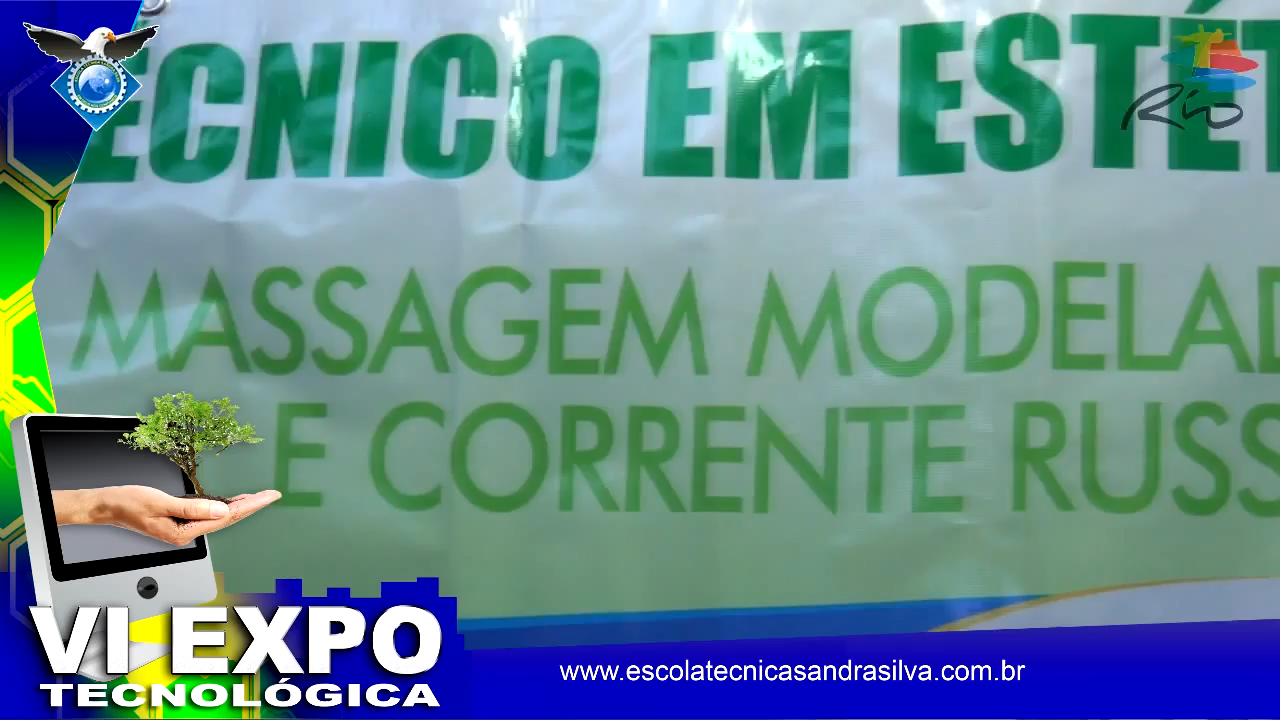 ÉCNICO EM ESTÉT
MASSAGEM MODELAD
E CORRENTE RUSS
Rio
VI EXPO
TECNOLÓGICA
www.escolatecnicasandrasilva.com.br